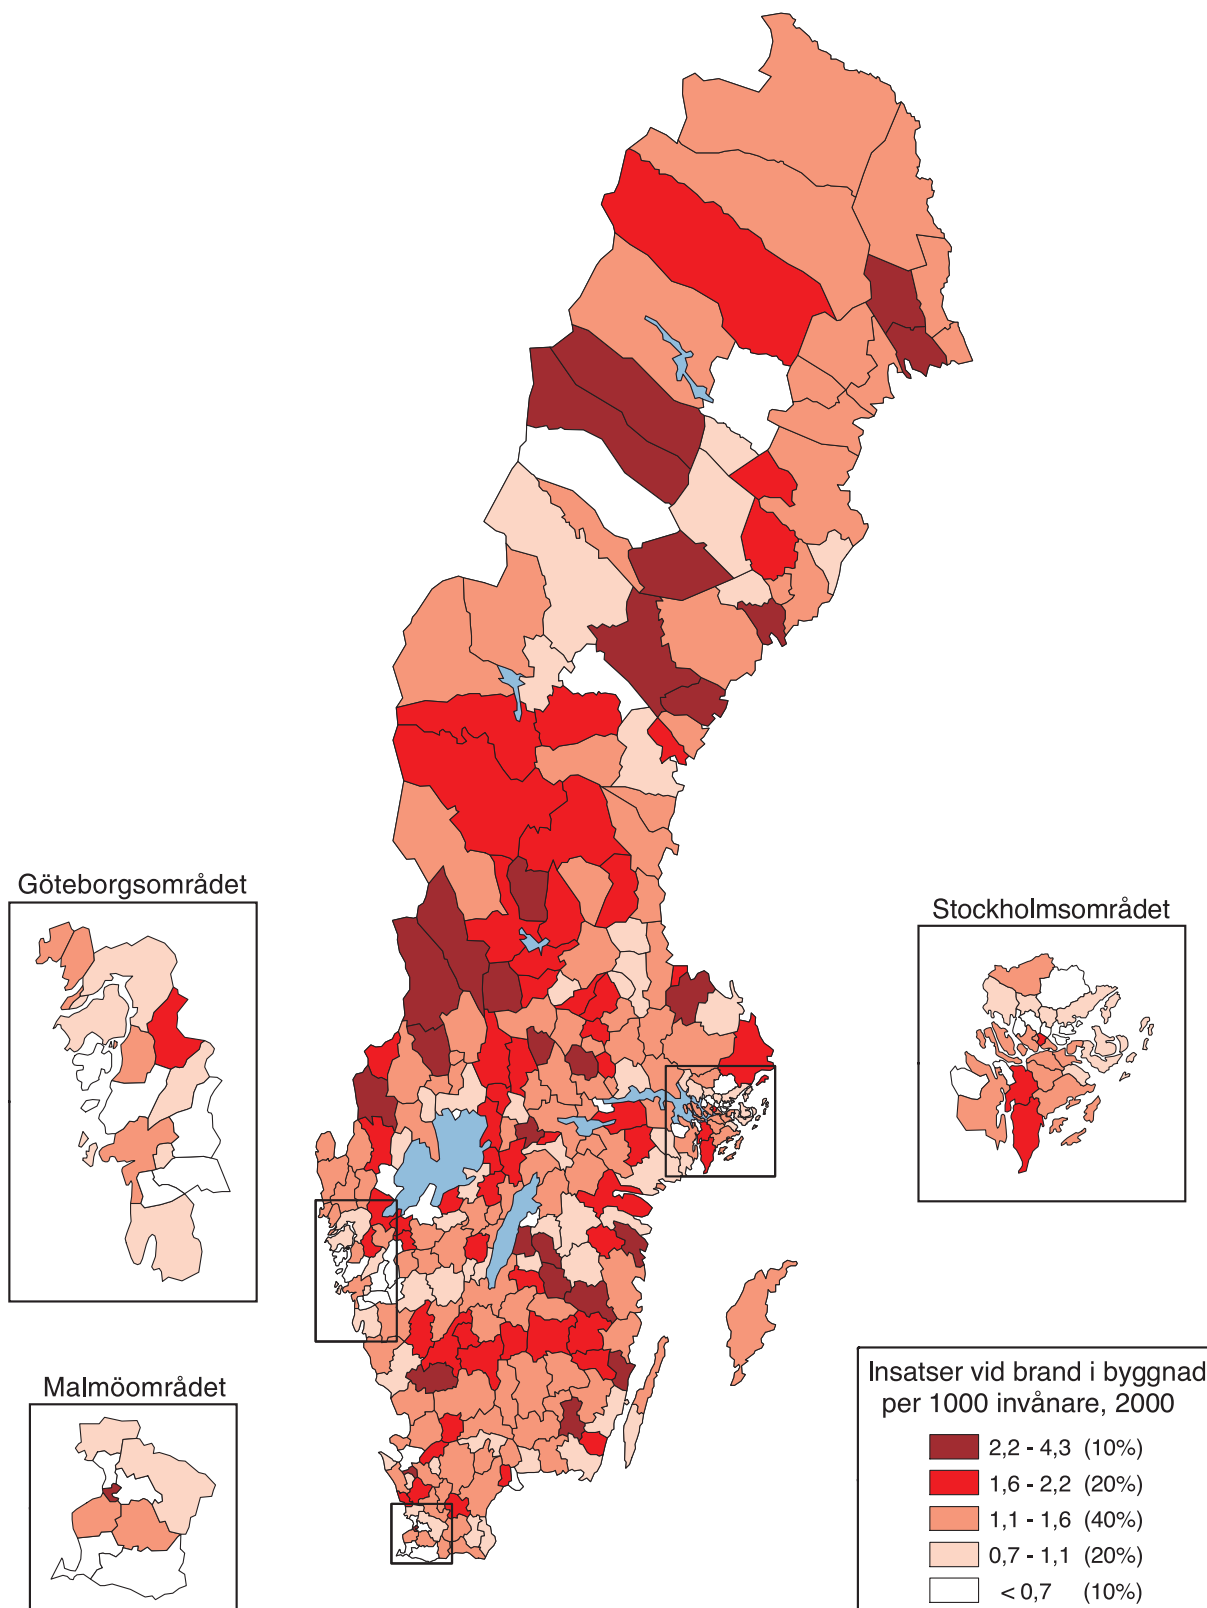 Göteborgsområdet
Stockholmsområdet
Malmöområdet
Insatser vid brand i byggnad
per 1000 invånare, 2000
2,2 - 4,3 (10%)
1,6 - 2,2 (20%)
1,1 - 1,6 (40%)
0,7 - 1,1 (20%)
< 0,7 (10%)